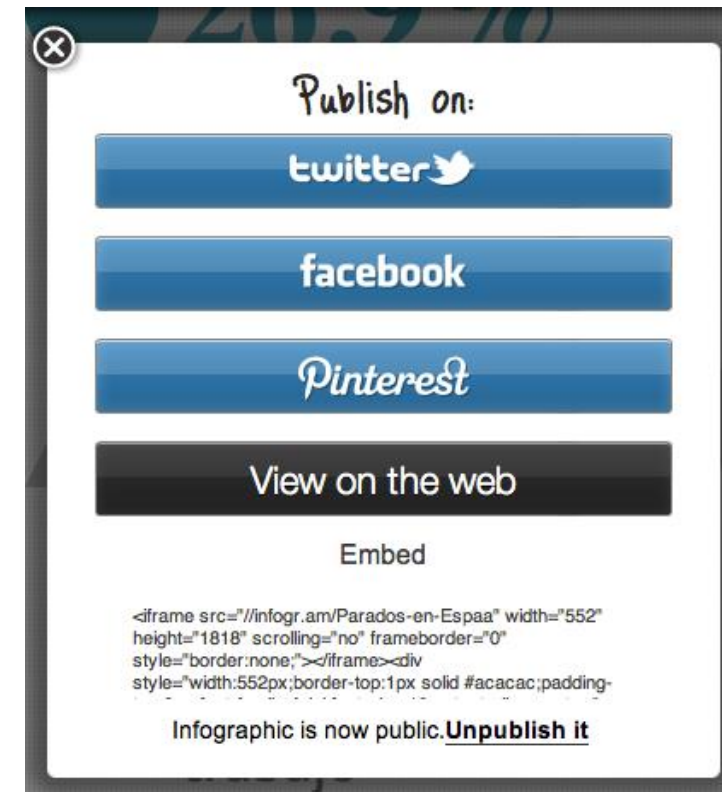 26,9%
Publish on:
twitter
facebook
Pinterest
View on the web
Embed
<iframe src="//infogr.am/Parados-en-Espaa" width="552"
height="1818" scrolling="no" frameborder="0"
style="border:none;"></iframe><div
style="width:552px;border-top:1px solid #acacac;padding-
Infographic is now public.Unpublish it